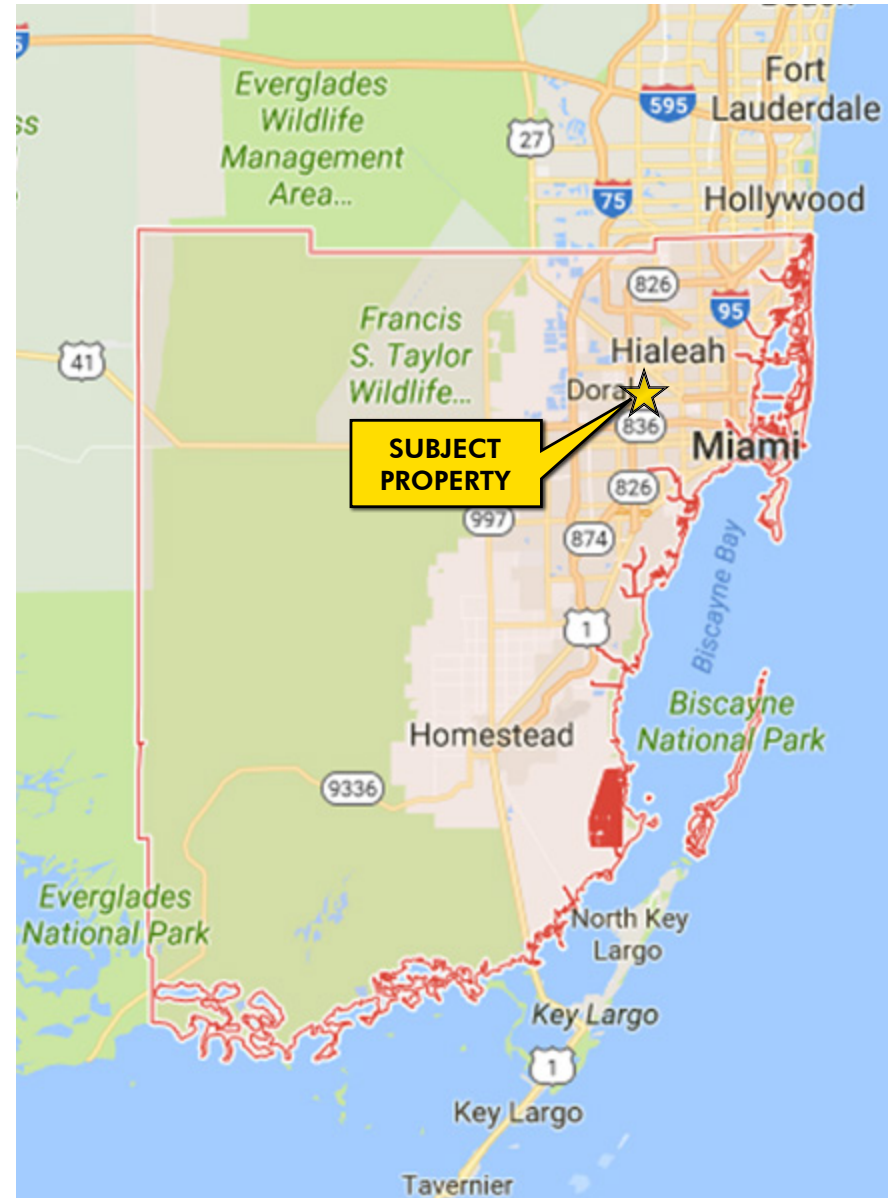 Everglades
Wildlife
Management
Area...
27
595
Fort
Lauderdale
75
Hollywood
826
95
41
Francis
S. Taylor
Wildlife...
Hialeah
836
SUBJECT
PROPERTY
Miami
826
997
874
1
Biscayne Bay
Biscayne
National Park
Homestead
9336
Everglades
National Park
North Key
Largo
Key Largo
1
Key Largo
Tavernier